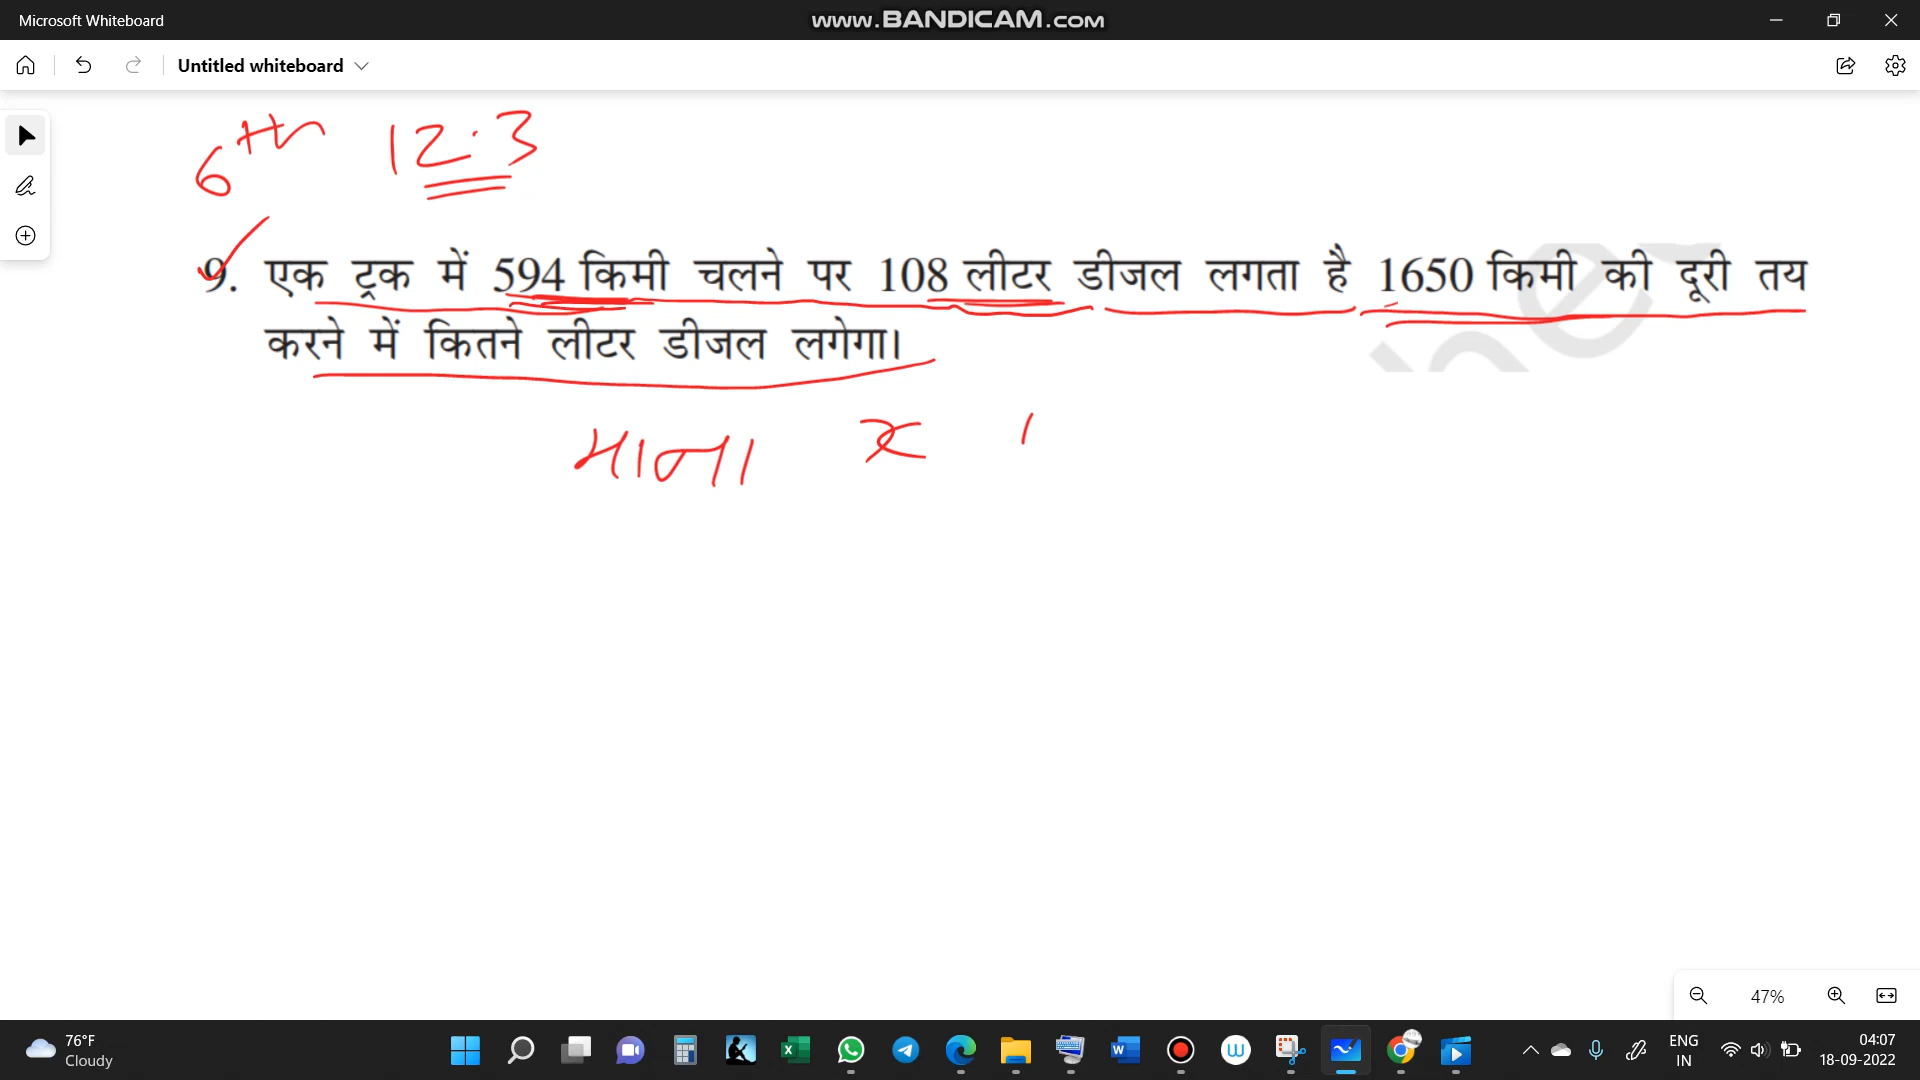 Microsoft Whiteboard
www.BANDICAM.com
Untitled whiteboard
6th 12.3
9. एक ट्रक में 594 किमी चलने पर 108 लीटर डीजल लगता है 1650 किमी की दूरी तय
करने में कितने लीटर डीजल लगेगा।
माना x
47%
76°F
Cloudy
ENG
IN
04:07
18-09-2022